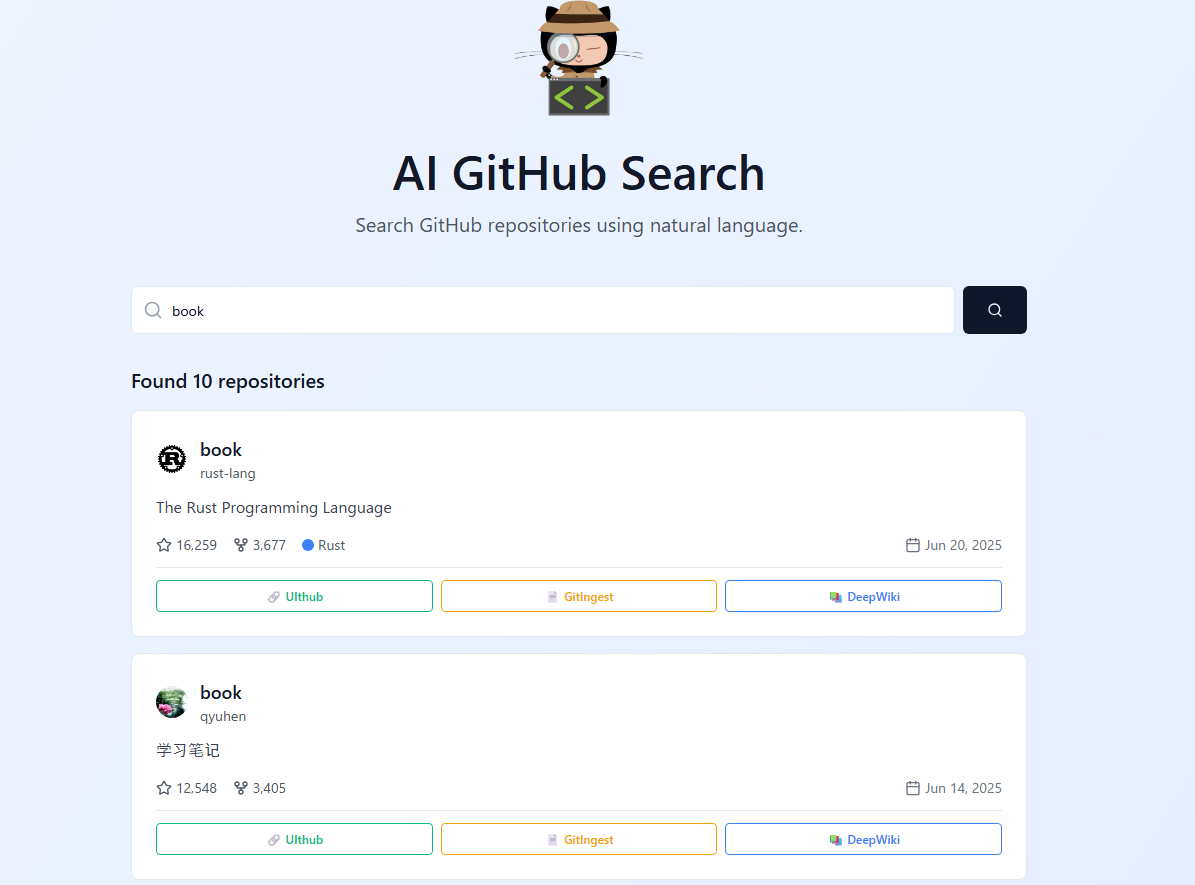 <>
AI GitHub Search
Search GitHub repositories using natural language.
book
Found 10 repositories
R
book
rust-lang
The Rust Programming Language
16,259 3,677 Rust Jun 20, 2025
UIthub GitIngest DeepWiki
book
qyuhen
学习笔记
12,548 3,405 Jun 14, 2025
UIthub GitIngest DeepWiki